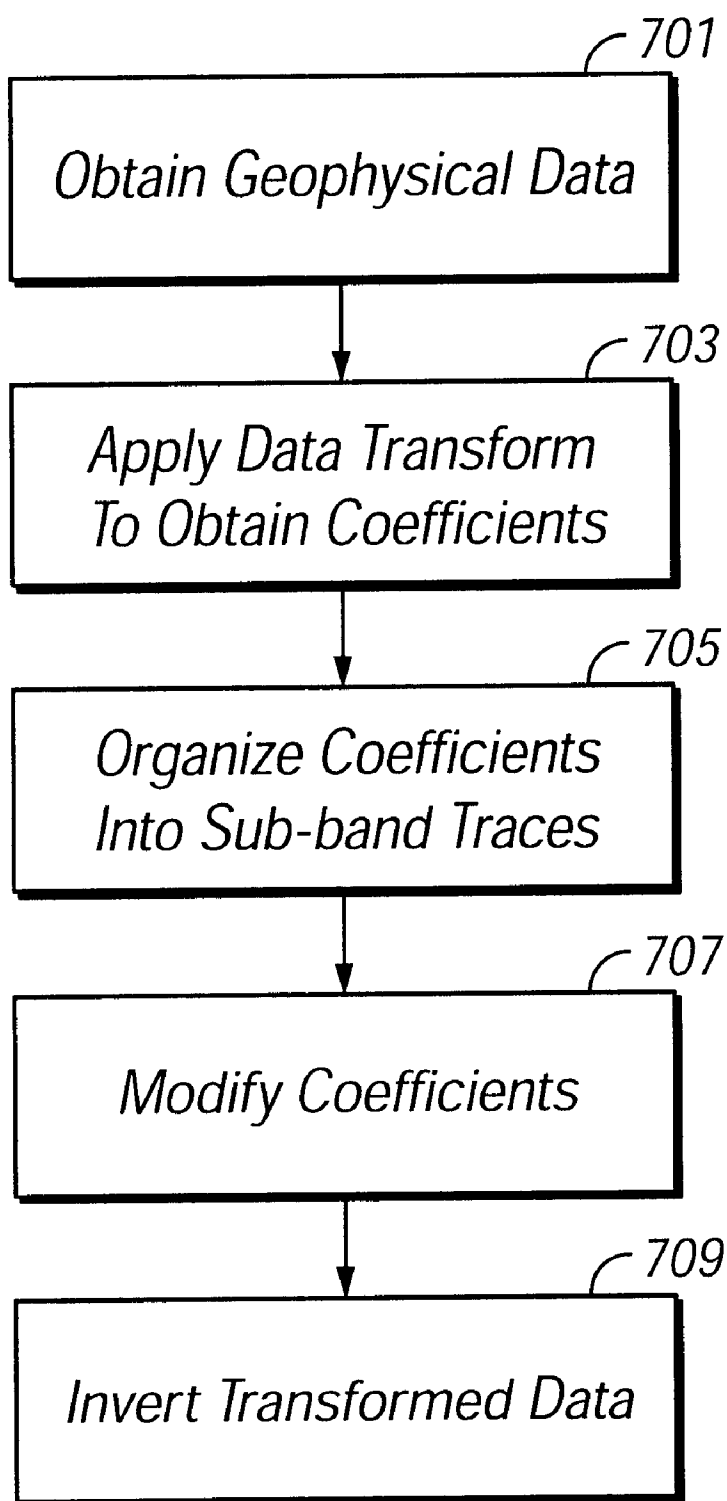 701
Obtain Geophysical Data
703
Apply Data Transform
To Obtain Coefficients
705
Organize Coefficients
Into Sub-band Traces
707
Modify Coefficients
709
Invert Transformed Data